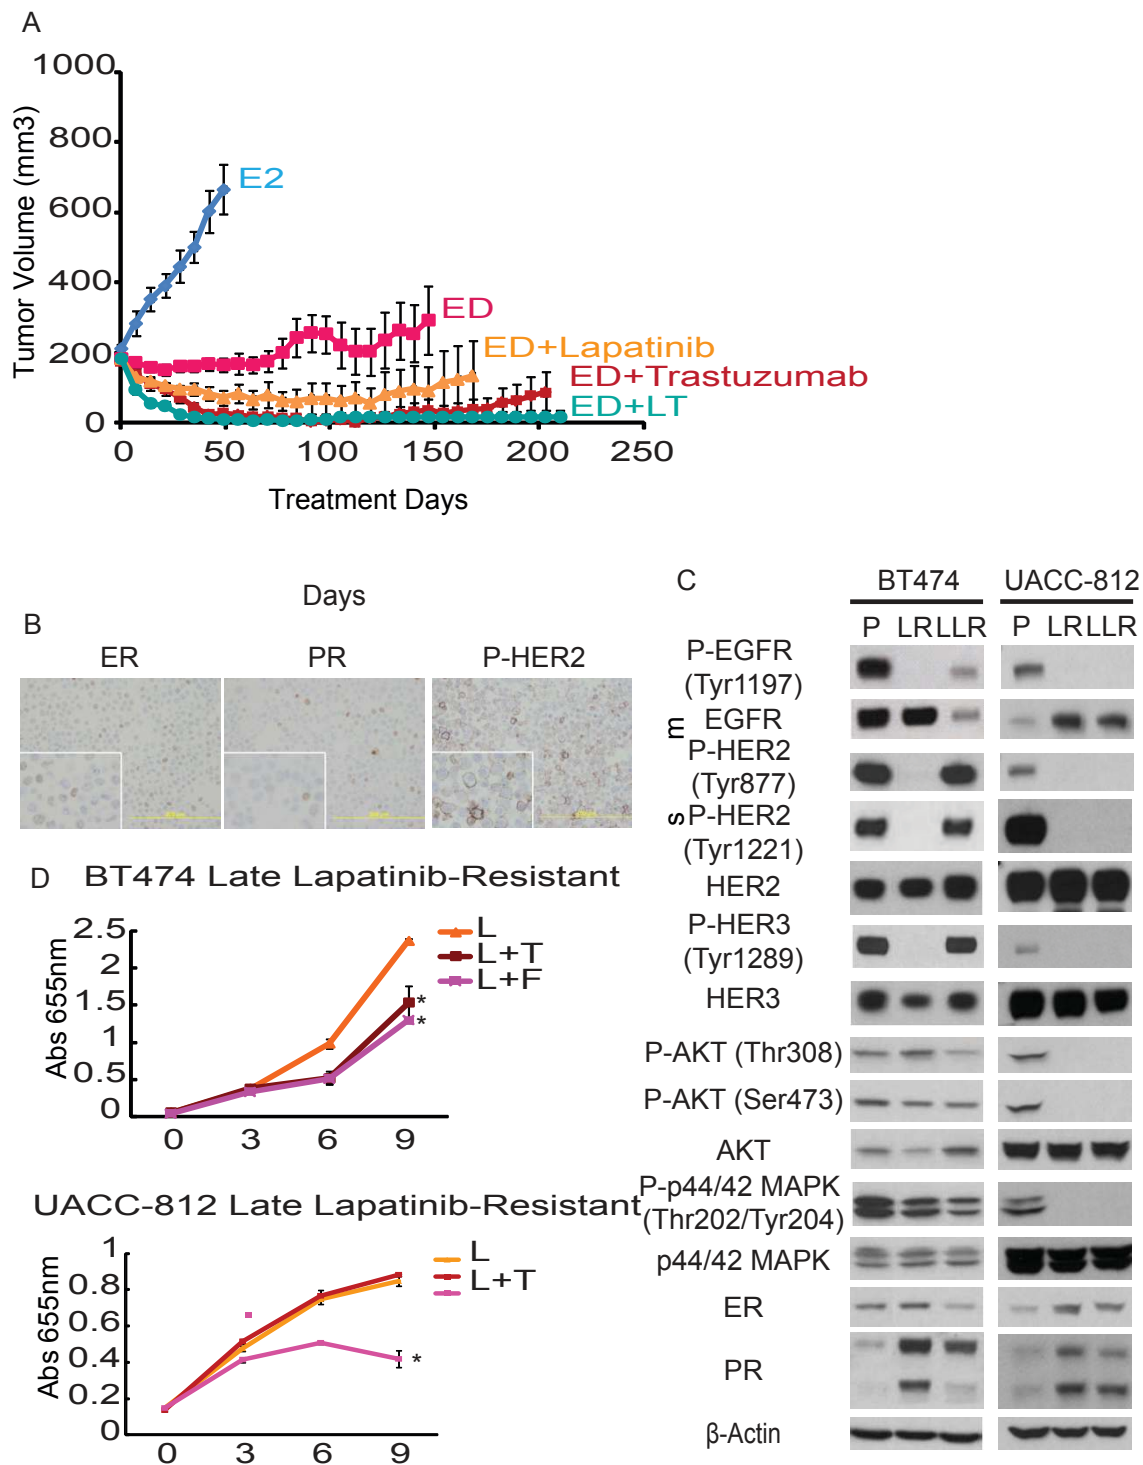 A
1000
800
600
400
200
0
Tumor Volume (mm3)
E2
ED
ED+Lapatinib
ED+Trastuzumab
ED+LT
0 50 100 150 200 250
Treatment Days
Days
B
ER PR P-HER2
C
BT474 UACC-812
P LR LLR P LR LLR
P-EGFR
(Tyr1197)
m
EGFR
P-HER2
(Tyr877)
s
P-HER2
(Tyr1221)
HER2
P-HER3
(Tyr1289)
HER3
P-AKT (Thr308)
P-AKT (Ser473)
AKT
P-p44/42 MAPK
(Thr202/Tyr204)
p44/42 MAPK
ER
PR
β-Actin
D
BT474 Late Lapatinib-Resistant
2.5
2
1.5
1
0.5
0
Abs 655nm
L
L+T
L+F
*
*
0 3 6 9
UACC-812 Late Lapatinib-Resistant
1
0.8
0.6
0.4
0.2
0
Abs 655nm
L
L+T
*
0 3 6 9